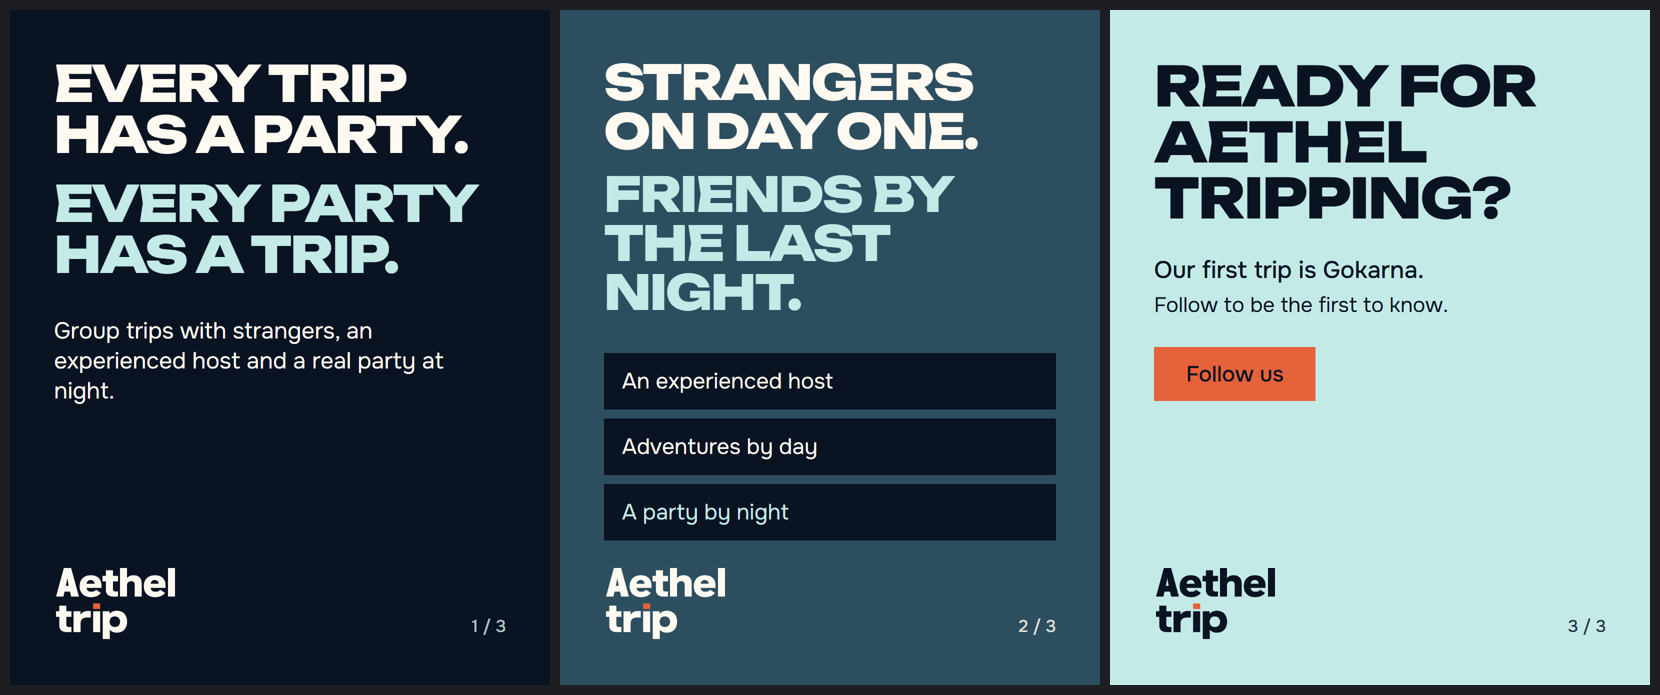 EVERY TRIP
HAS A PARTY.
EVERY PARTY
HAS A TRIP.
Group trips with strangers, an
experienced host and a real party at
night.
Aethel
trip
1 / 3
STRANGERS
ON DAY ONE.
FRIENDS BY
THE LAST
NIGHT.
An experienced host
Adventures by day
A party by night
Aethel
trip
2 / 3
READY FOR
AETHEL
TRIPPING?
Our first trip is Gokarna.
Follow to be the first to know.
Follow us
Aethel
trip
3 / 3